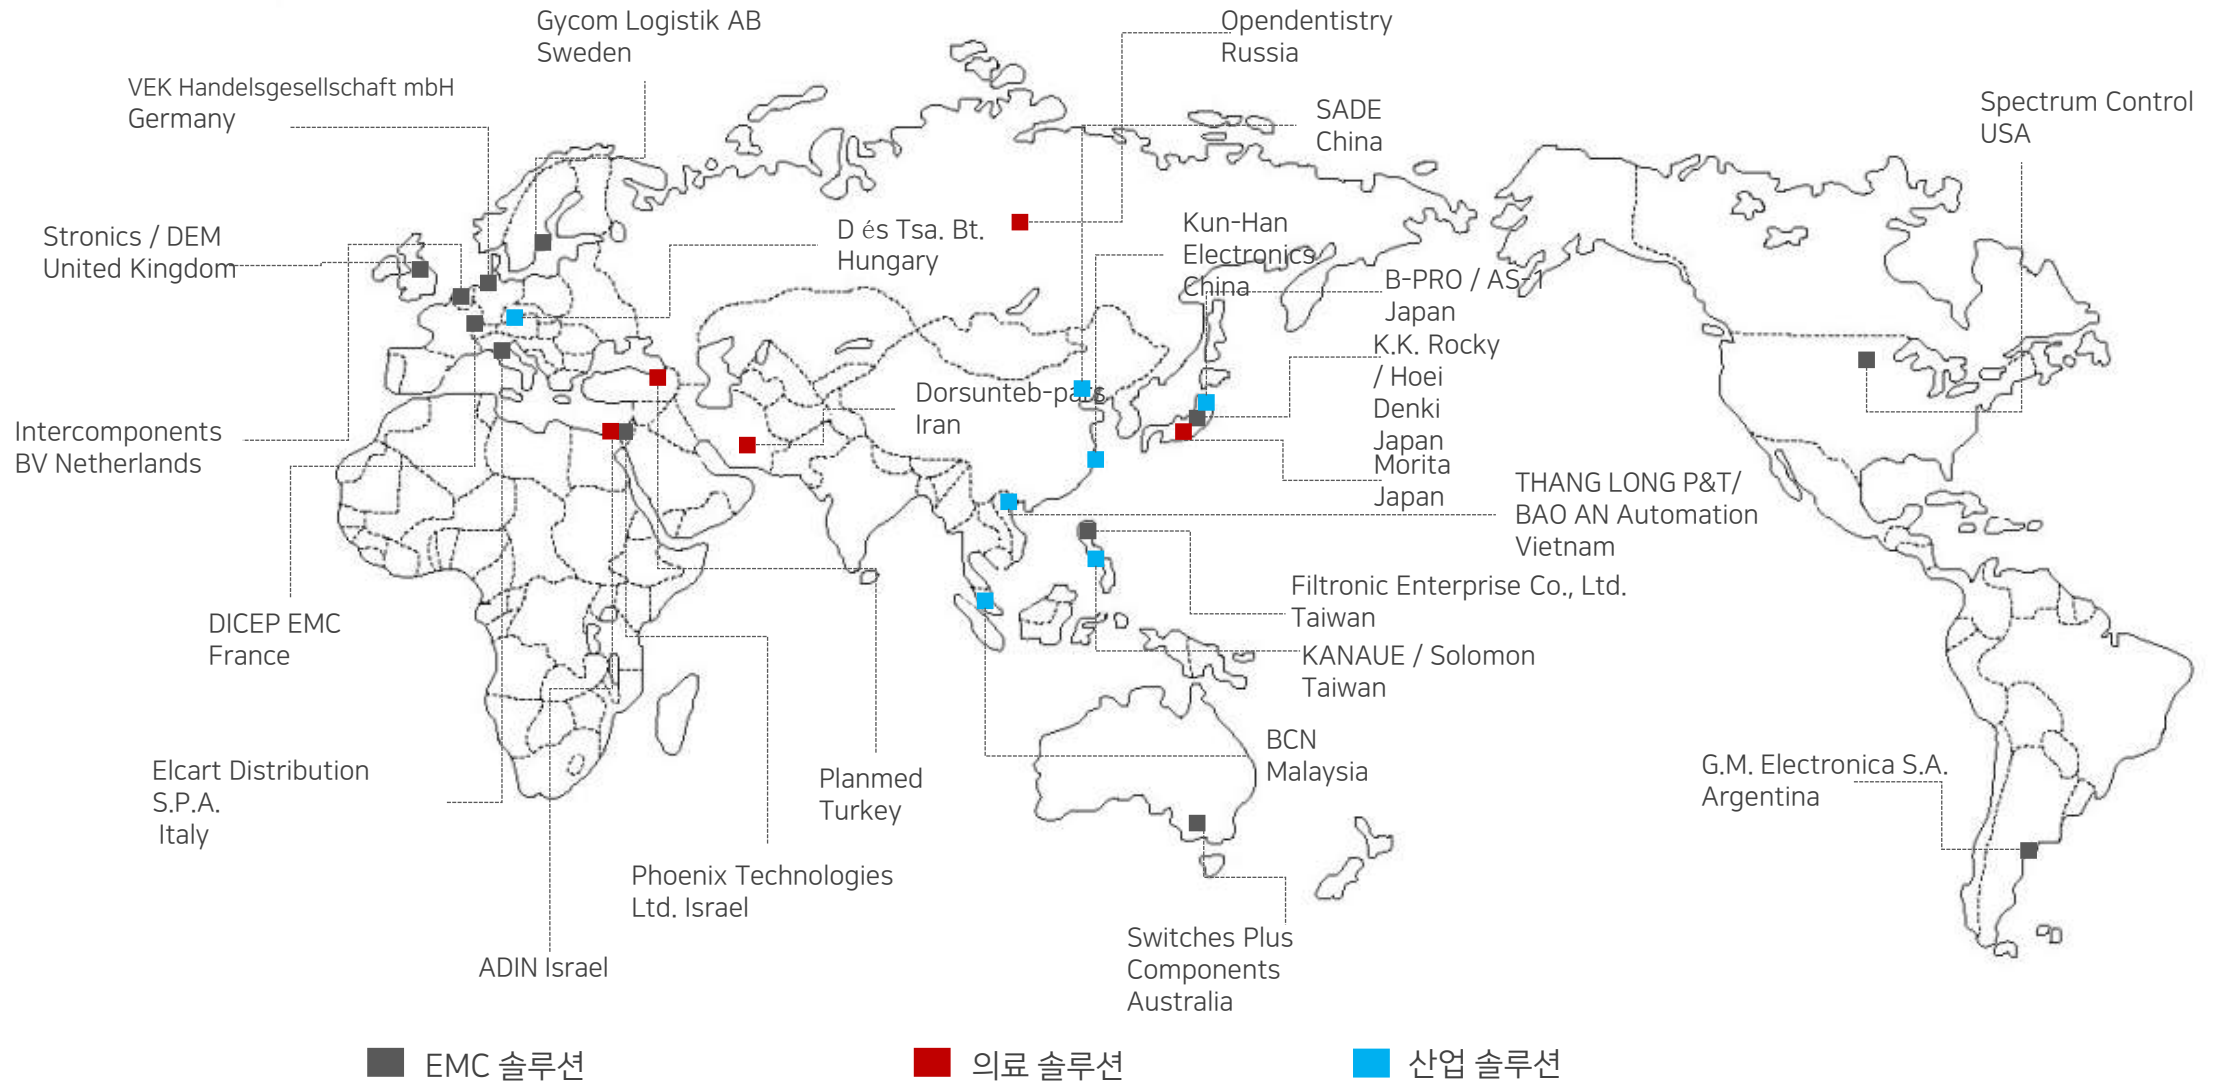 Gycom Logistik AB
Sweden
Opendentistry
Russia
VEK Handelsgesellschaft mbH
Germany
SADE
China
Spectrum Control
USA
Stronics / DEM
United Kingdom
D és Tsa. Bt.
Hungary
Kun-Han
Electronics
China
B-PRO / AS-1
Japan
K.K. Rocky
/ Hoei
Denki
Japan
Dorsunteb-pars
Iran
Intercomponents
BV Netherlands
Morita
Japan
THANG LONG P&T/
BAO AN Automation
Vietnam
Filtronic Enterprise Co., Ltd.
Taiwan
DICEP EMC
France
KANAUE / Solomon
Taiwan
BCN
Malaysia
Elcart Distribution
S.P.A.
Italy
Planmed
Turkey
G.M. Electronica S.A.
Argentina
Phoenix Technologies
Ltd. Israel
ADIN Israel
Switches Plus
Components
Australia
EMC 솔루션
의료 솔루션
산업 솔루션